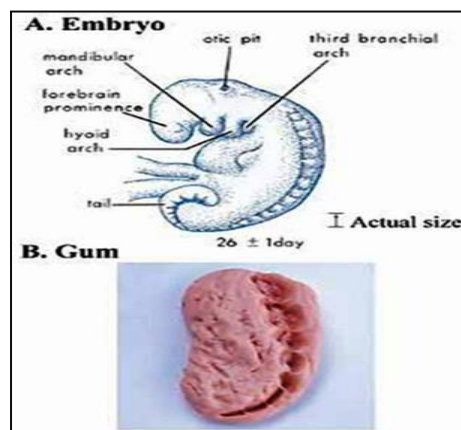 A. Embryo
otic pit
third branchial
arch
mandibular
arch
forebrain
prominence
hyoid
arch
tail
Actual size
26 ± 1day
B. Gum